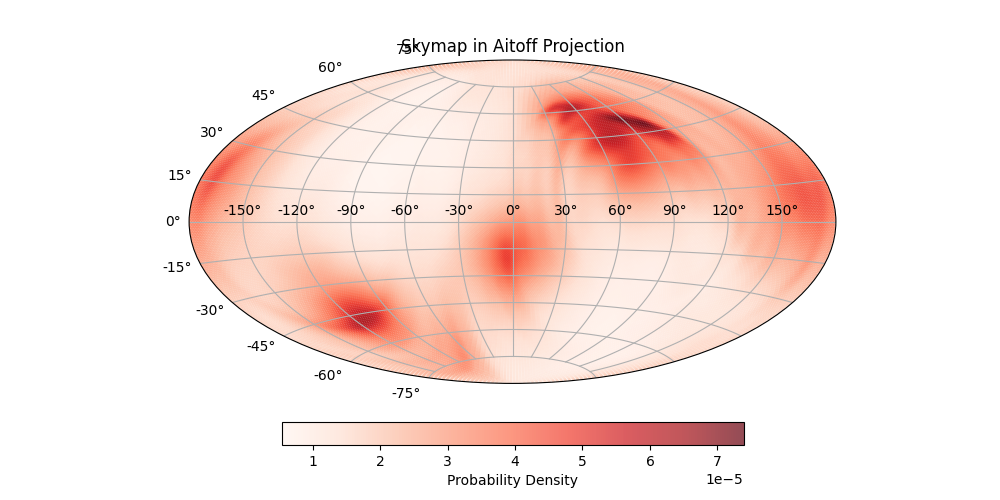 75°
Skymap in Aitoff Projection
60°
45°
30°
15°
0°
-150° -120° -90° -60° -30° 0° 30° 60° 90° 120° 150°
-15°
-30°
-45°
-60°
-75°
1 2 3 4 5 6 7
1e−5
Probability Density